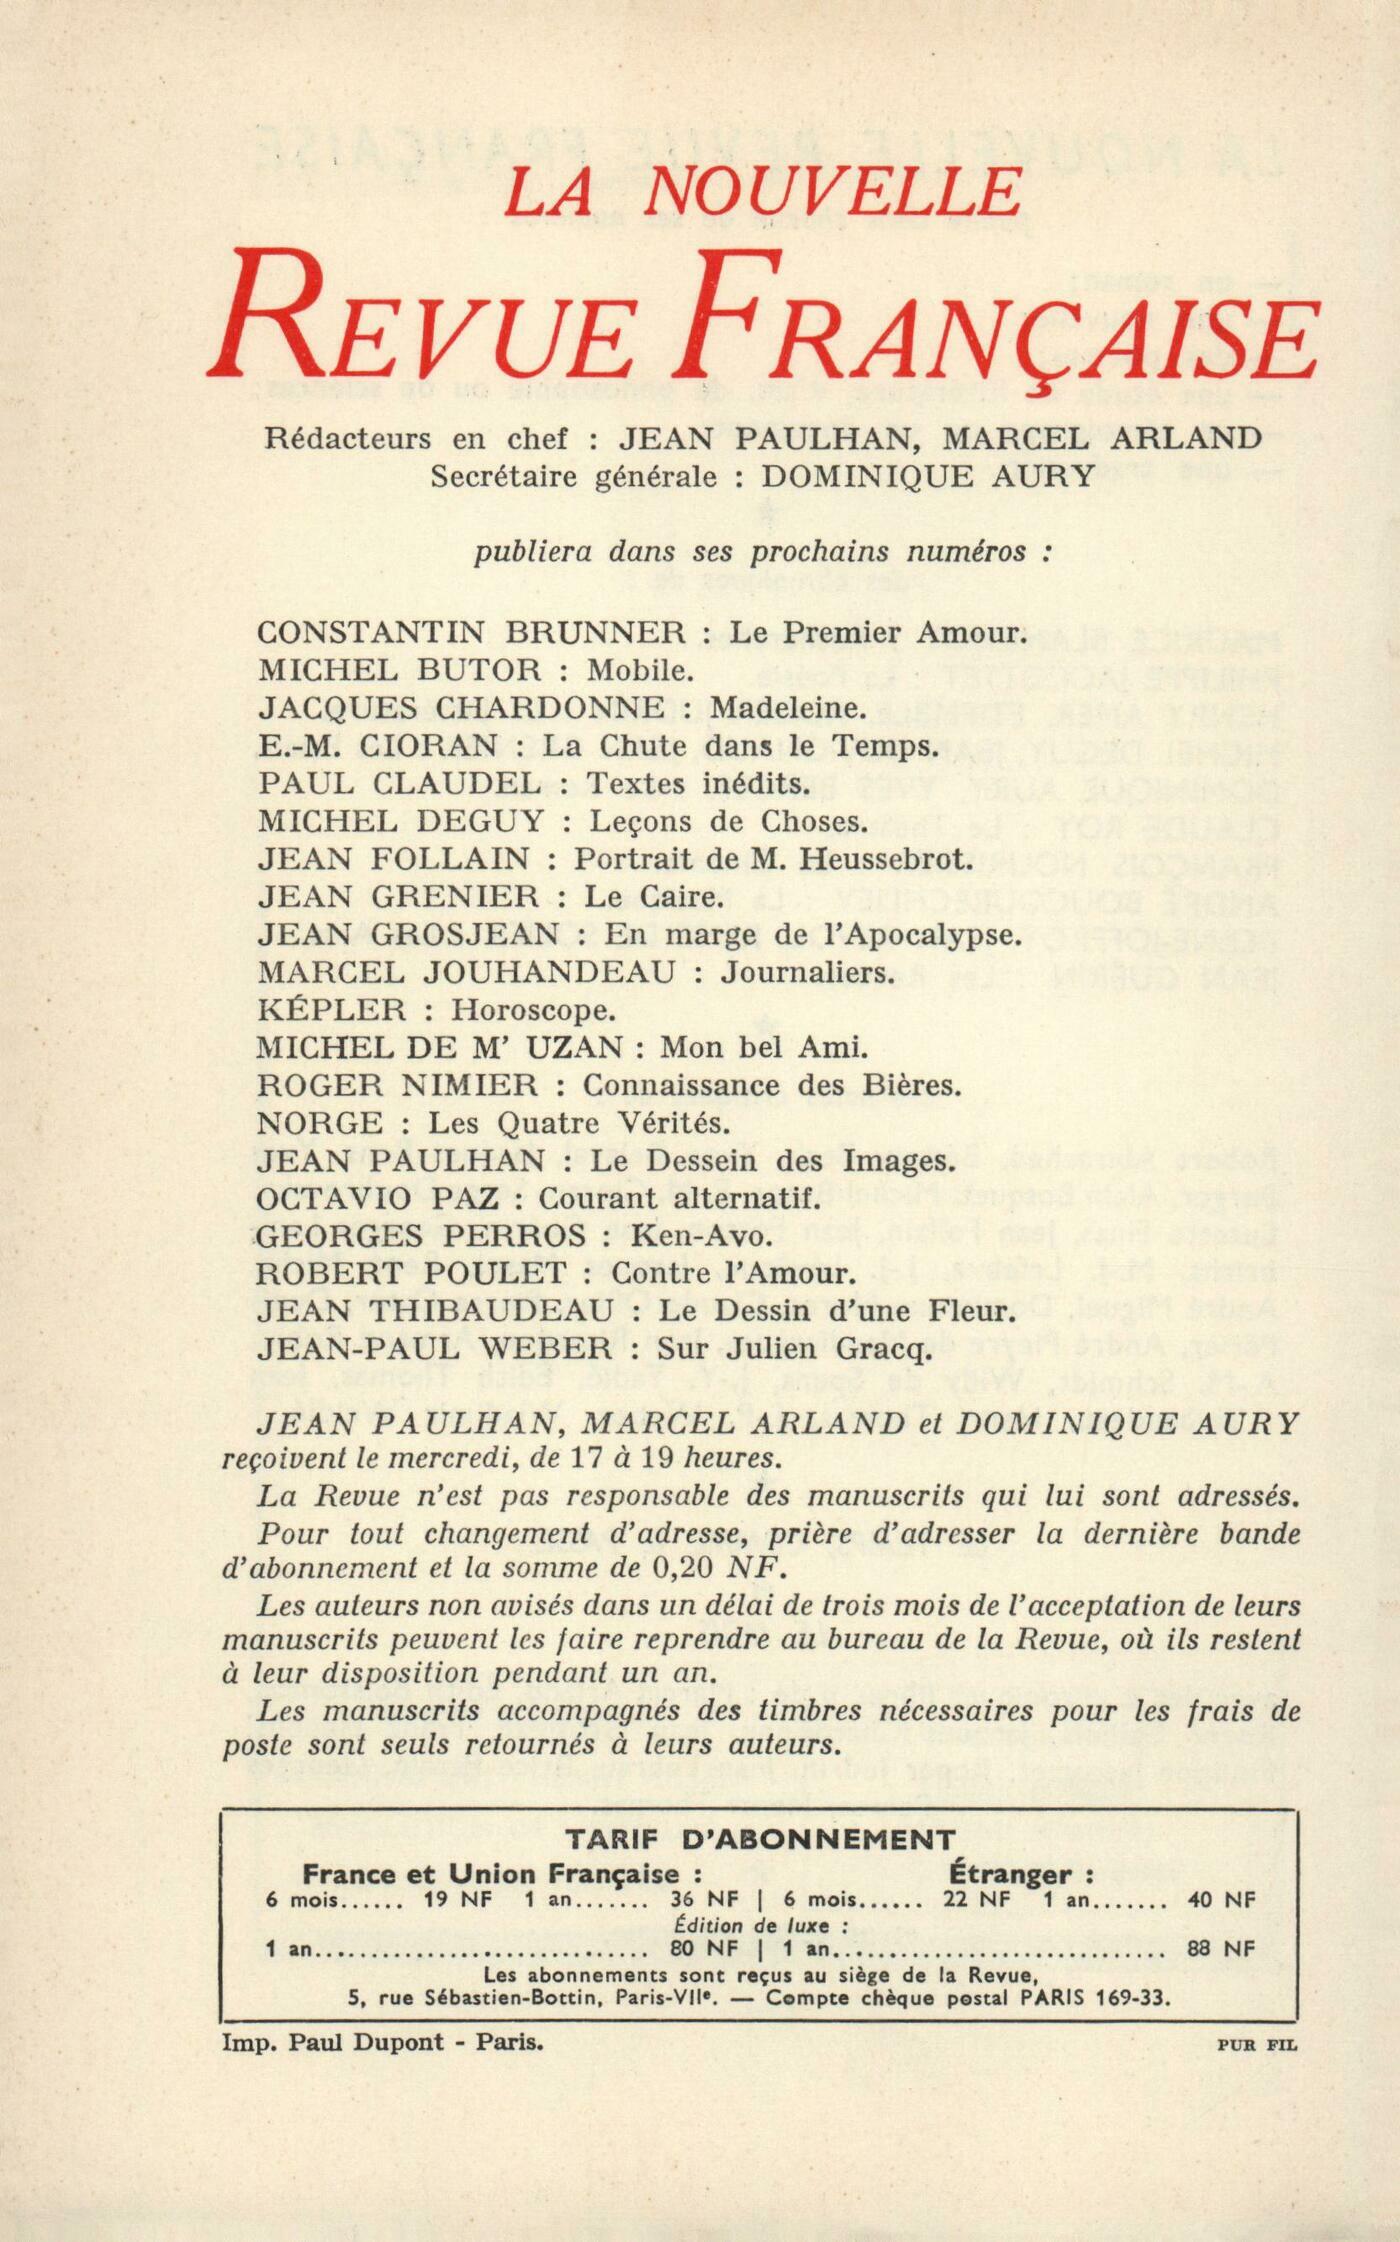 LA NOUVELLE
REVUE FRANÇAISE
Rédacteurs en chef : JEAN PAULHAN, MARCEL ARLAND
Secrétaire générale : DOMINIQUE AURY
publiera dans ses prochains numéros :
CONSTANTIN BRUNNER : Le Premier Amour.
MICHEL BUTOR : Mobile.
JACQUES CHARDONNE : Madeleine.
E.-M. CIORAN : La Chute dans le Temps.
PAUL CLAUDEL : Textes inédits.
MICHEL DEGUY : Leçons de Choses.
JEAN FOLLAIN : Portrait de M. Heussebrot.
JEAN GRENIER : Le Caire.
JEAN GROSJEAN : En marge de l'Apocalypse.
MARCEL JOUHANDEAU : Journaliers.
KÉPLER : Horoscope.
MICHEL DE M' UZAN : Mon bel Ami.
ROGER NIMIER : Connaissance des Bières.
NORGE : Les Quatre Vérités.
JEAN PAULHAN : Le Dessein des Images.
OCTAVIO PAZ : Courant alternatif.
GEORGES PERROS : Ken-Avo.
ROBERT POULET : Contre l'Amour.
JEAN THIBAUDEAU : Le Dessin d'une Fleur.
JEAN-PAUL WEBER : Sur Julien Gracq.
JEAN PAULHAN, MARCEL ARLAND et DOMINIQUE AURY
reçoivent le mercredi, de 17 à 19 heures.
La Revue n'est pas responsable des manuscrits qui lui sont adressés.
Pour tout changement d'adresse, prière d'adresser la dernière bande
d'abonnement et la somme de 0,20 NF.
Les auteurs non avisés dans un délai de trois mois de l'acceptation de leurs
manuscrits peuvent les faire reprendre au bureau de la Revue, où ils restent
à leur disposition pendant un an.
Les manuscrits accompagnés des timbres nécessaires pour les frais de
poste sont seuls retournés à leurs auteurs.
TARIF D'ABONNEMENT
France et Union Française : Étranger :
6 mois...... 19 NF 1 an....... 36 NF | 6 mois...... 22 NF 1 an....... 40 NF
Édition de luxe :
1 an.............................. 80 NF | 1 an.............................. 88 NF
Les abonnements sont reçus au siège de la Revue,
5, rue Sébastien-Bottin, Paris-VIIe. — Compte chèque postal PARIS 169-33.
Imp. Paul Dupont - Paris. PUR FIL